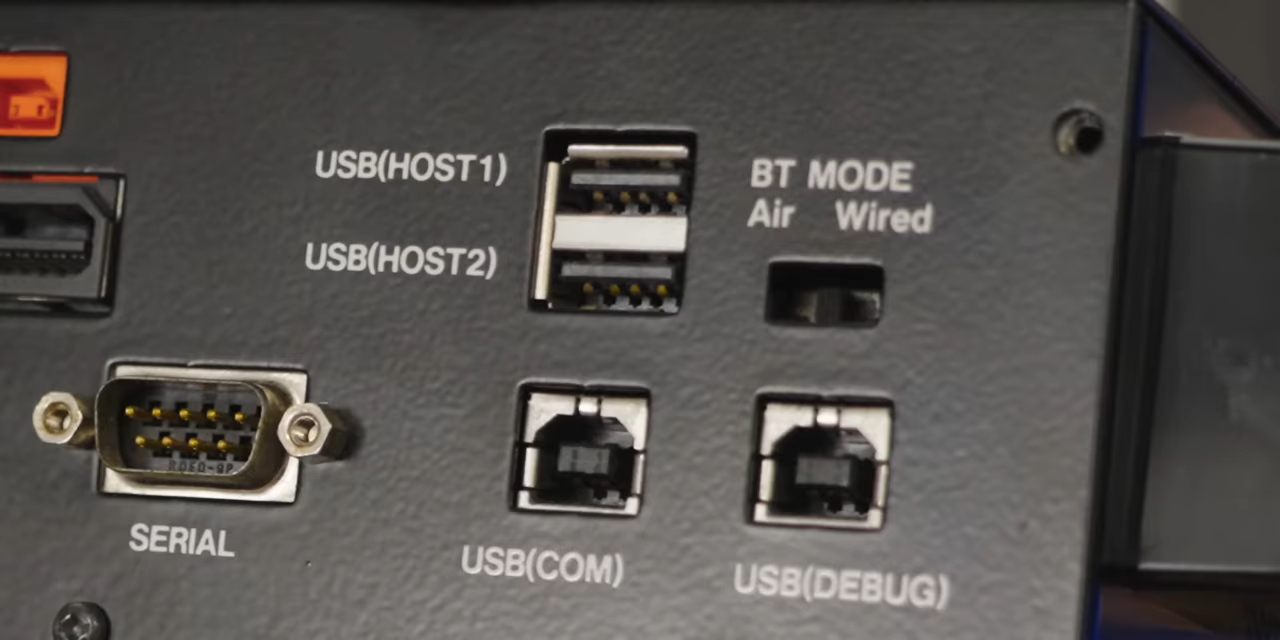 USB(HOST1)
USB(HOST2)
BT MODE
Air Wired
SERIAL
USB(COM)
USB(DEBUG)